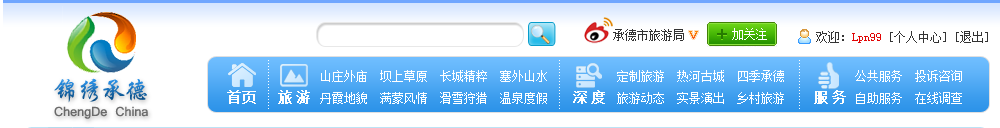 锦绣承德
ChengDe China
承德市旅游局 + 加关注
欢迎: Lpn99 [个人中心] [退出]
首页
旅游
山庄外庙 坝上草原 长城精粹 塞外山水
丹霞地貌 满蒙风情 滑雪狩猎 温泉度假
深度
定制旅游 热河古城 四季承德
旅游动态 实景演出 乡村旅游
服务
公共服务 投诉咨询
自助服务 在线调查